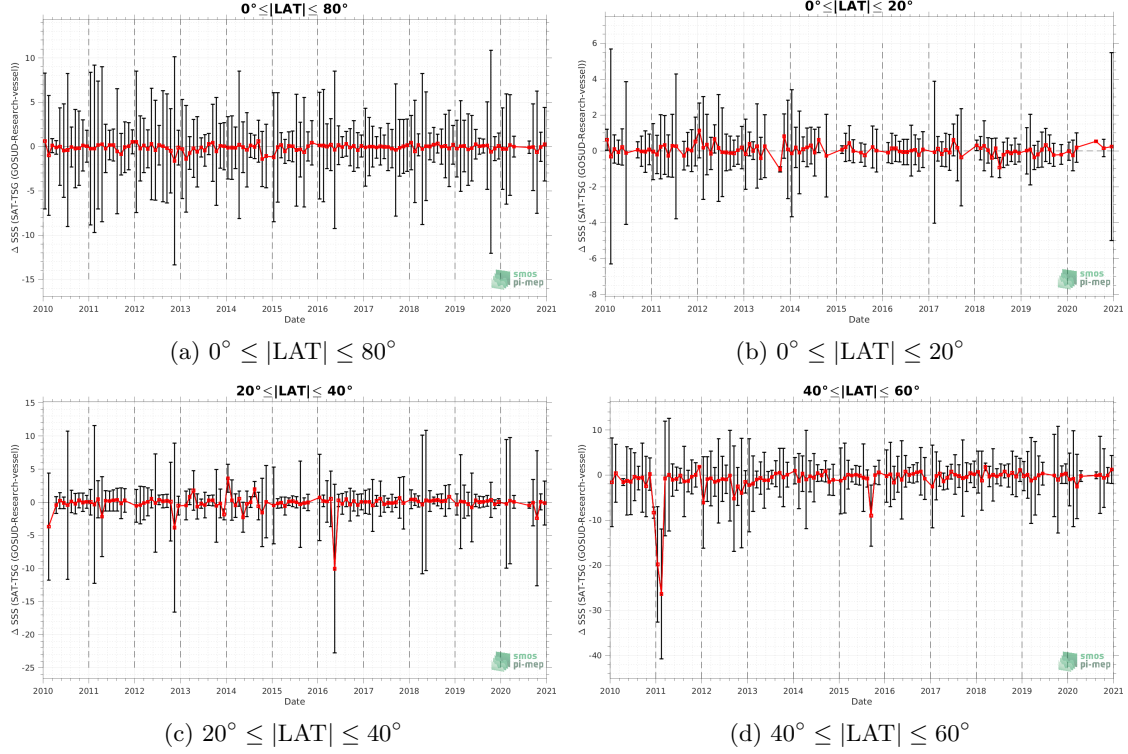 0°≤|LAT|≤ 80°
Δ SSS (SAT-TSG (GOSUD-Research-vessel))
10
5
0
-5
-10
-15
2010 2011 2012 2013 2014 2015 2016 2017 2018 2019 2020 2021
Date
smos
pi-mep
(a) 0° ≤ |LAT| ≤ 80°
0°≤|LAT|≤ 20°
Δ SSS (SAT-TSG (GOSUD-Research-vessel))
6
4
2
0
-2
-4
-6
-8
2010 2011 2012 2013 2014 2015 2016 2017 2018 2019 2020 2021
Date
smos
pi-mep
(b) 0° ≤ |LAT| ≤ 20°
20°≤|LAT|≤ 40°
Δ SSS (SAT-TSG (GOSUD-Research-vessel))
15
10
5
0
-5
-10
-15
-20
-25
2010 2011 2012 2013 2014 2015 2016 2017 2018 2019 2020 2021
Date
smos
pi-mep
(c) 20° ≤ |LAT| ≤ 40°
40°≤|LAT|≤ 60°
Δ SSS (SAT-TSG (GOSUD-Research-vessel))
10
0
-10
-20
-30
-40
2010 2011 2012 2013 2014 2015 2016 2017 2018 2019 2020 2021
Date
smos
pi-mep
(d) 40° ≤ |LAT| ≤ 60°